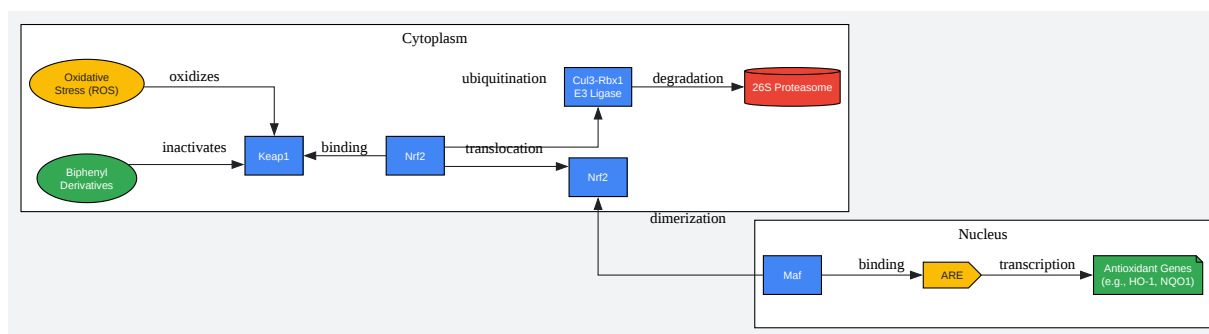 Cytoplasm
Oxidative
Stress (ROS)
oxidizes
ubiquitination
Cul3-Rbx1
E3 Ligase
degradation
26S Proteasome
Biphenyl
Derivatives
inactivates
Keap1
binding
Nrf2
translocation
Nrf2
dimerization
Nucleus
Maf
binding
ARE
transcription
Antioxidant Genes
(e.g., HO-1, NQO1)